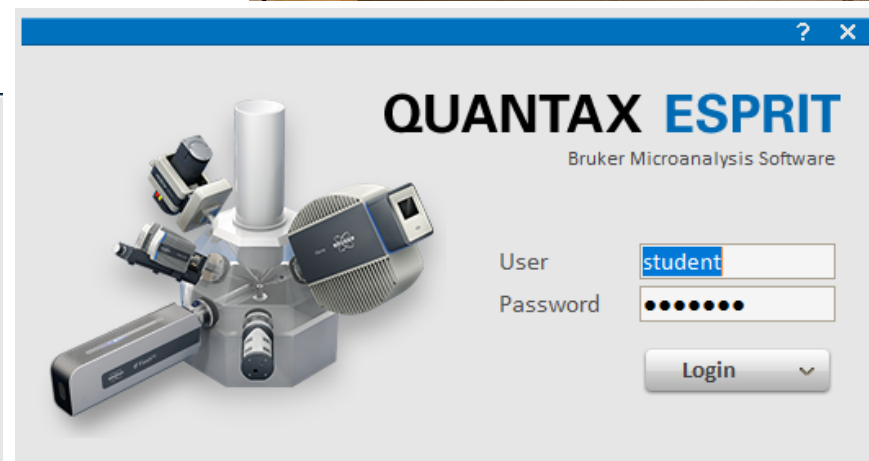 ? ×
QUANTAX ESPRIT
Bruker Microanalysis Software
User student
Password •••••••
Login